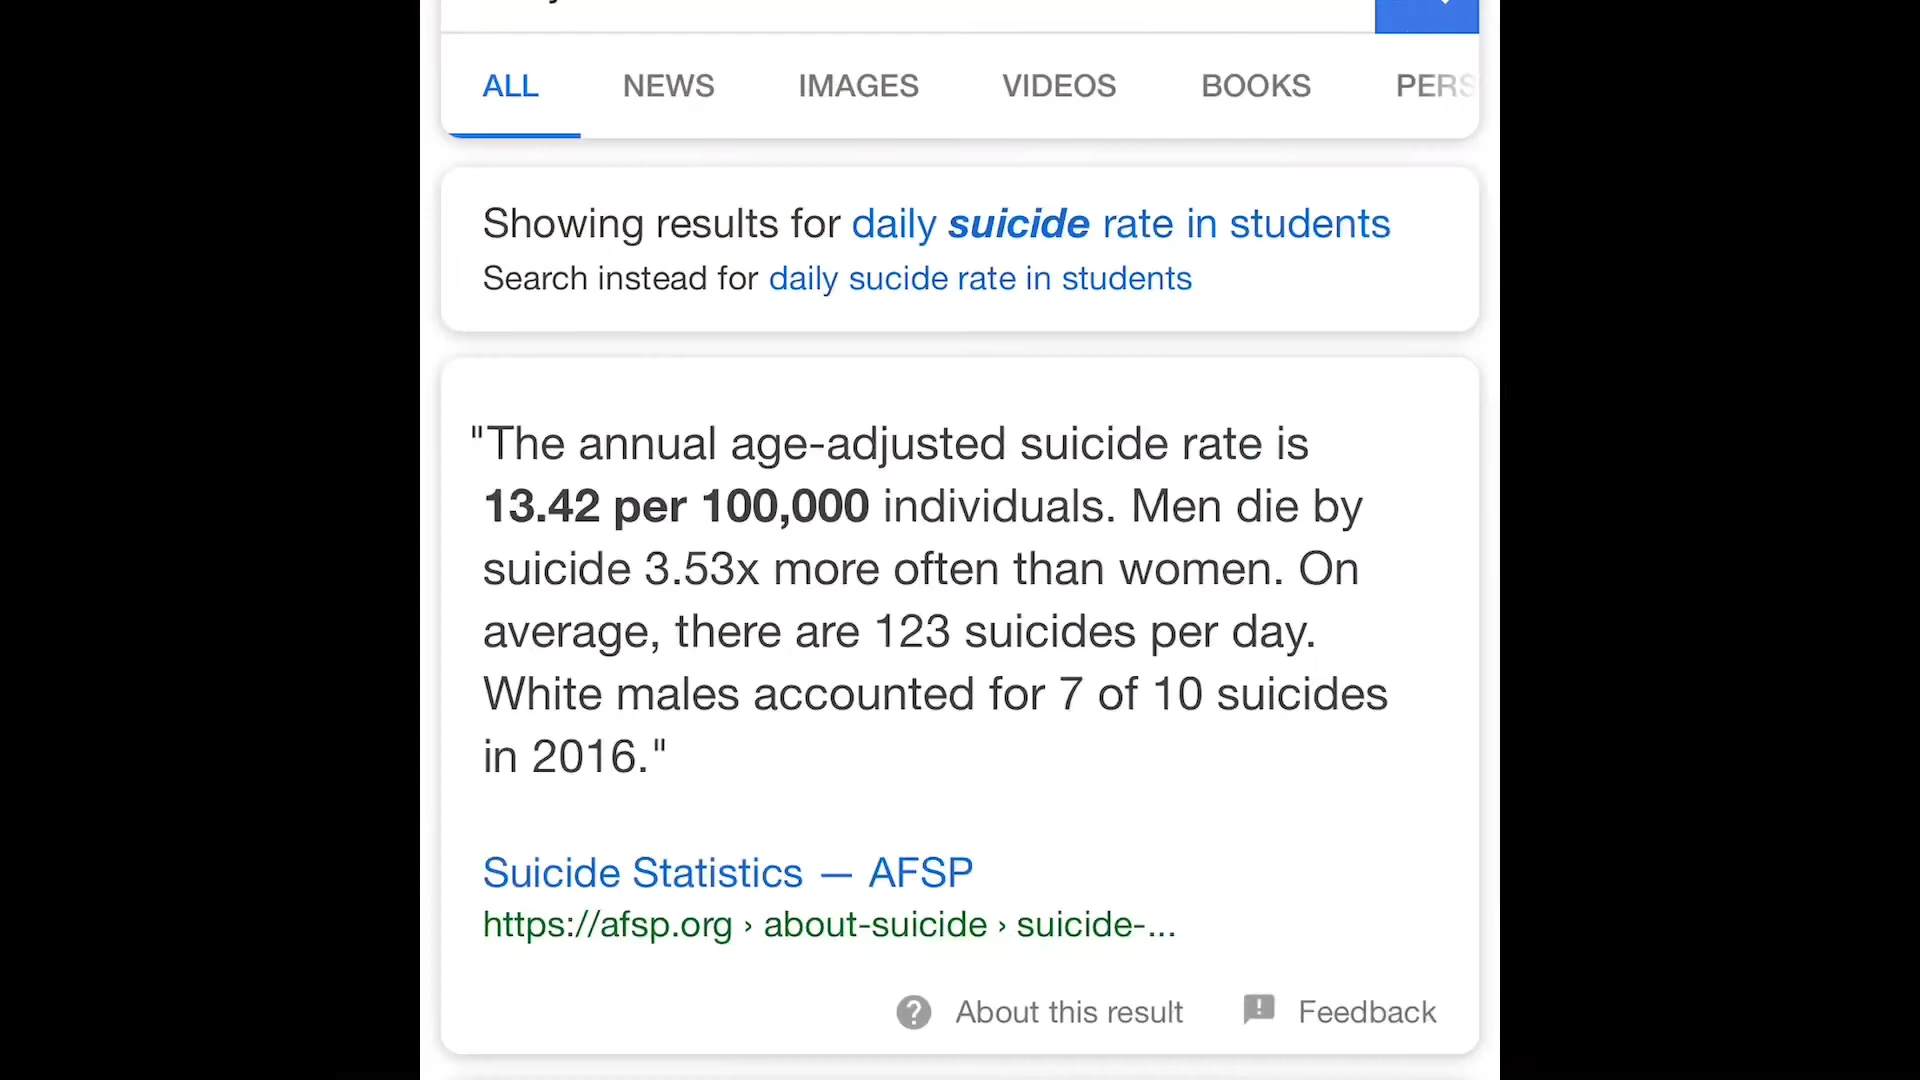 ALL NEWS IMAGES VIDEOS BOOKS PERS
Showing results for daily suicide rate in students
Search instead for daily sucide rate in students
"The annual age-adjusted suicide rate is
13.42 per 100,000 individuals. Men die by
suicide 3.53x more often than women. On
average, there are 123 suicides per day.
White males accounted for 7 of 10 suicides
in 2016."
Suicide Statistics — AFSP
https://afsp.org › about-suicide › suicide-...
About this result Feedback